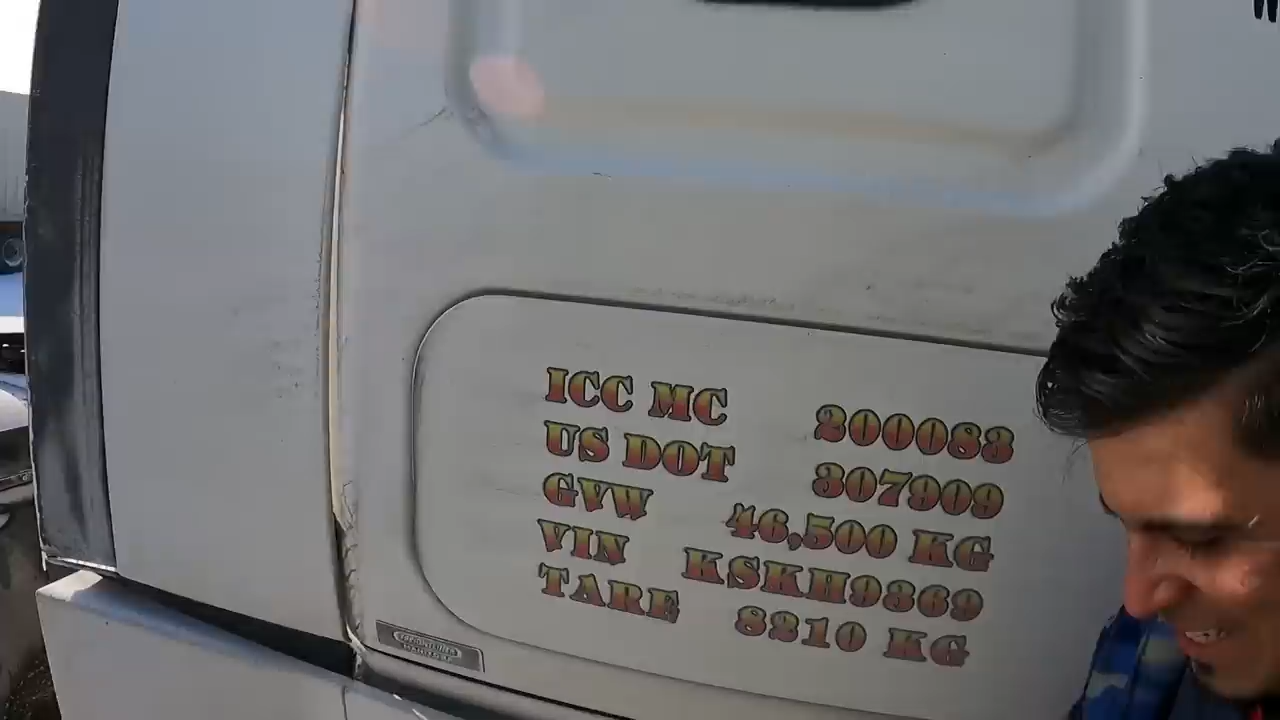 ICC MC 200083
US DOT 307909
GVW 46,500 KG
VIN KSKH9869
TARE 8810 KG